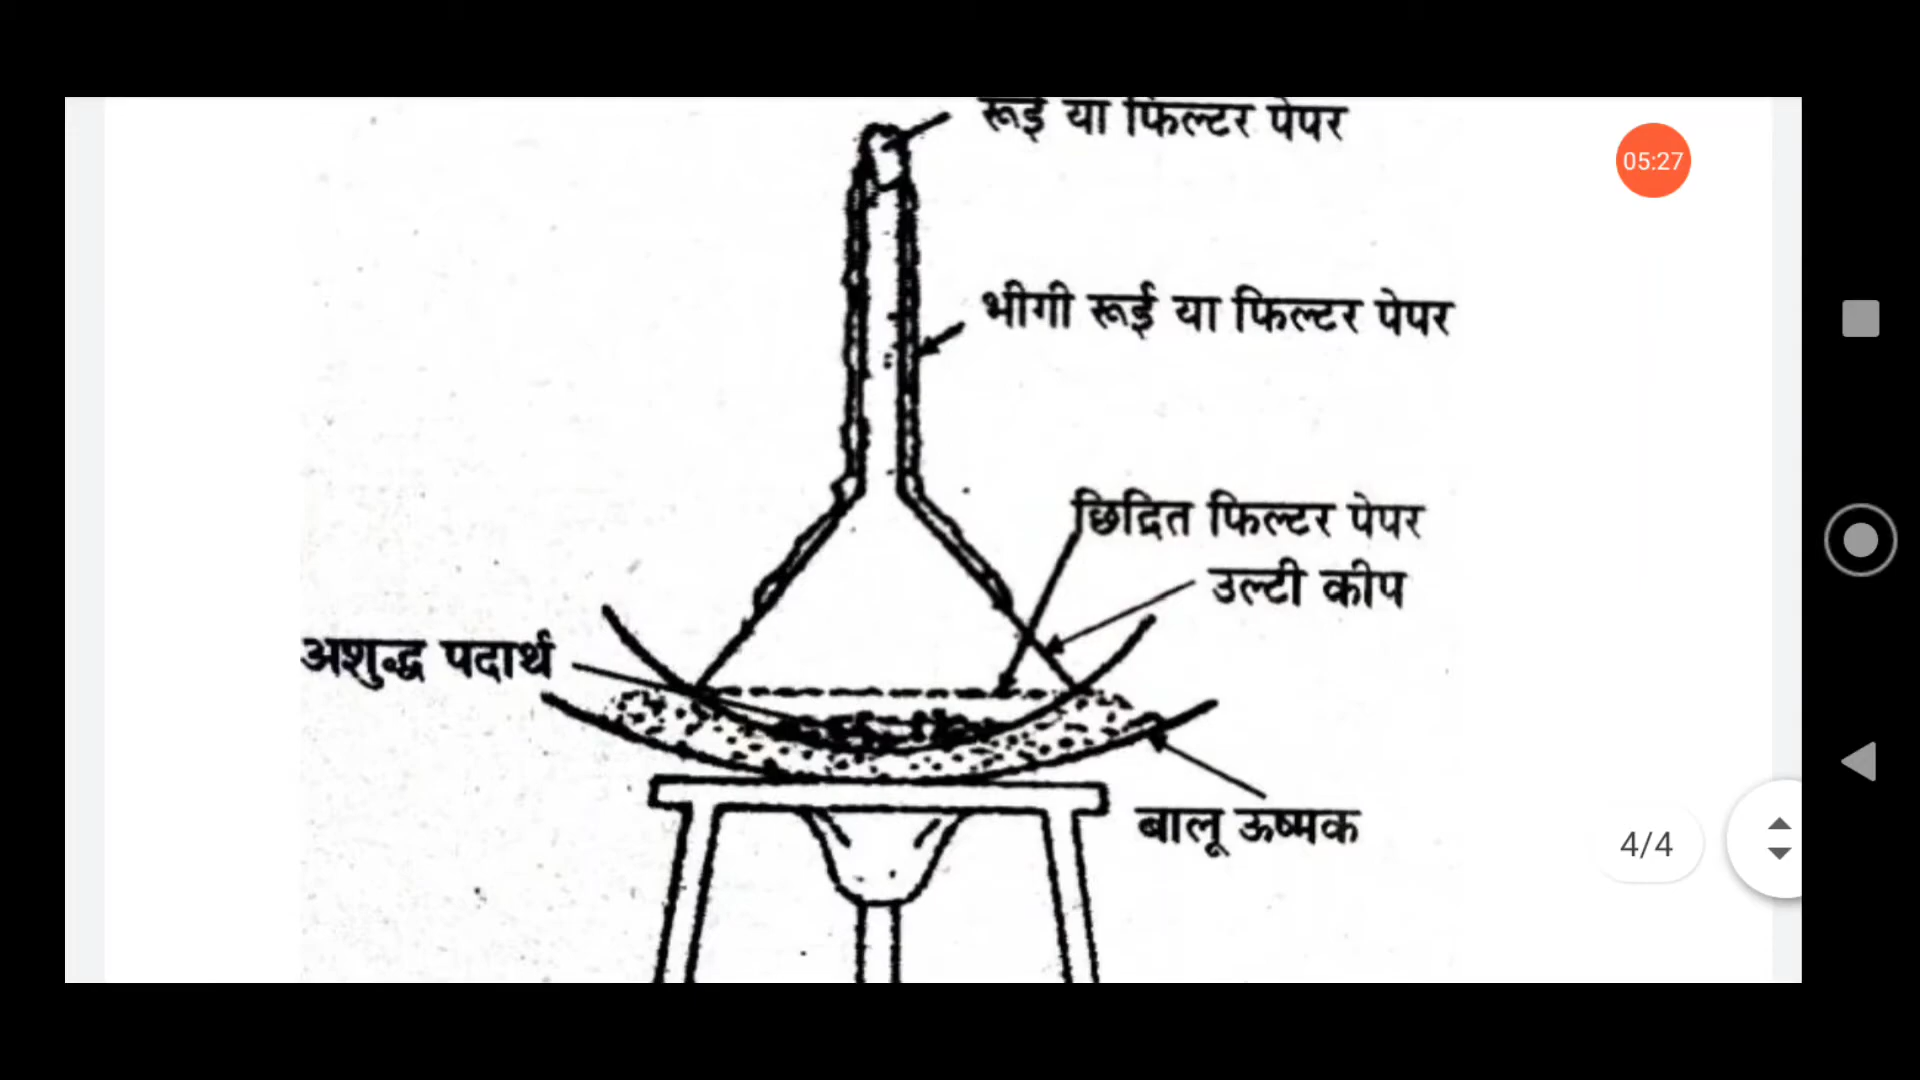 रूई या फिल्टर पेपर
05:27
भीगी रूई या फिल्टर पेपर
छिद्रित फिल्टर पेपर
उल्टी कीप
अशुद्ध पदार्थ
बालू ऊष्मक
4/4